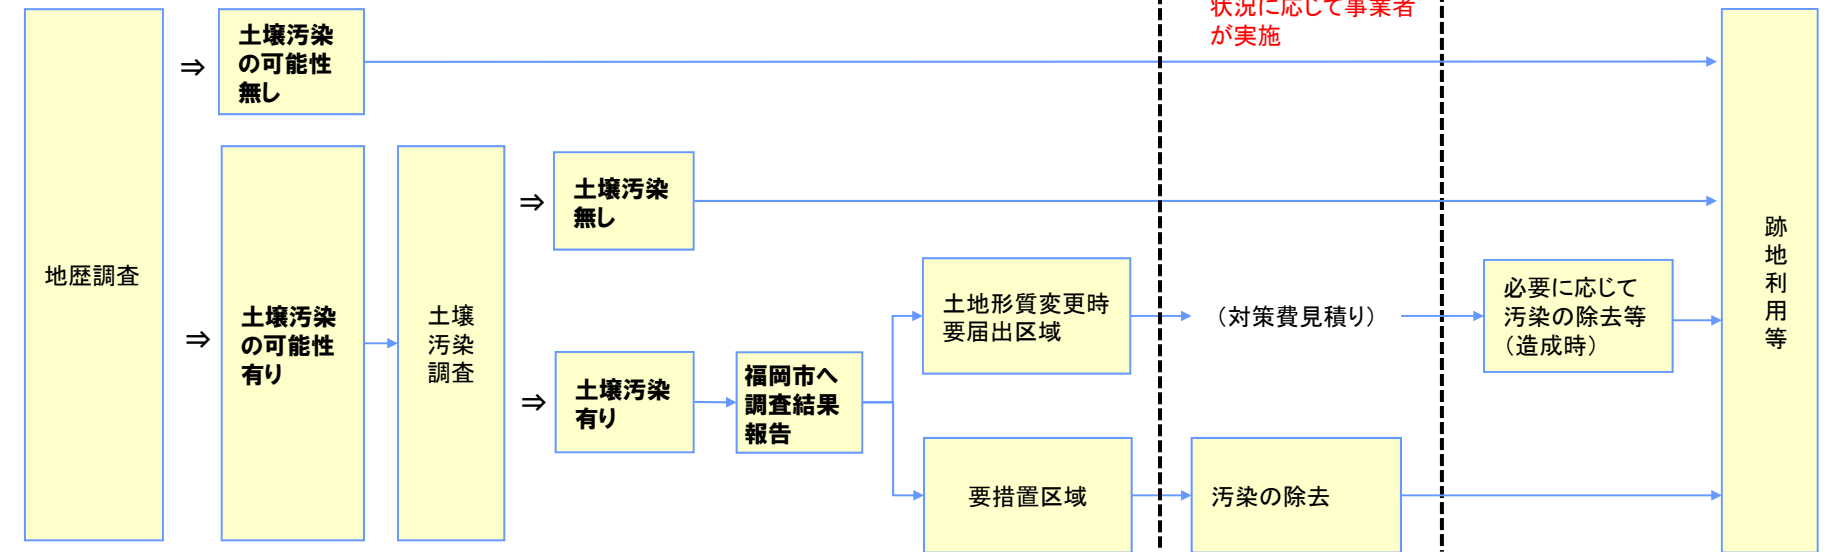 状況に応じて事業者
が実施
土壌汚染
の可能性
無し
⇒
地歴調査
⇒
土壌汚染
の可能性
有り
土壌
汚染
調査
⇒
土壌汚染
無し
⇒
土壌汚染
有り
福岡市へ
調査結果
報告
土地形質変更時
要届出区域
（対策費見積り）
必要に応じて
汚染の除去等
（造成時）
要措置区域
汚染の除去
跡地利用等